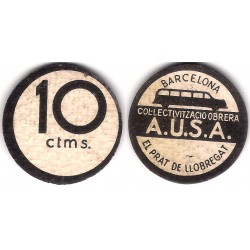 10
ctms.
BARCELONA
COL·LECTIVITZACIÓ OBRERA
A.U.S.A.
EL PRAT DE LLOBREGAT